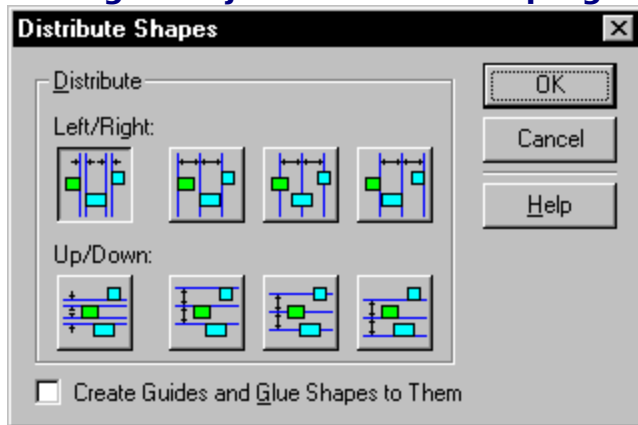 Distribute Shapes
Distribute
OK
Left/Right:
Cancel
Help
Up/Down:
Create Guides and Glue Shapes to Them